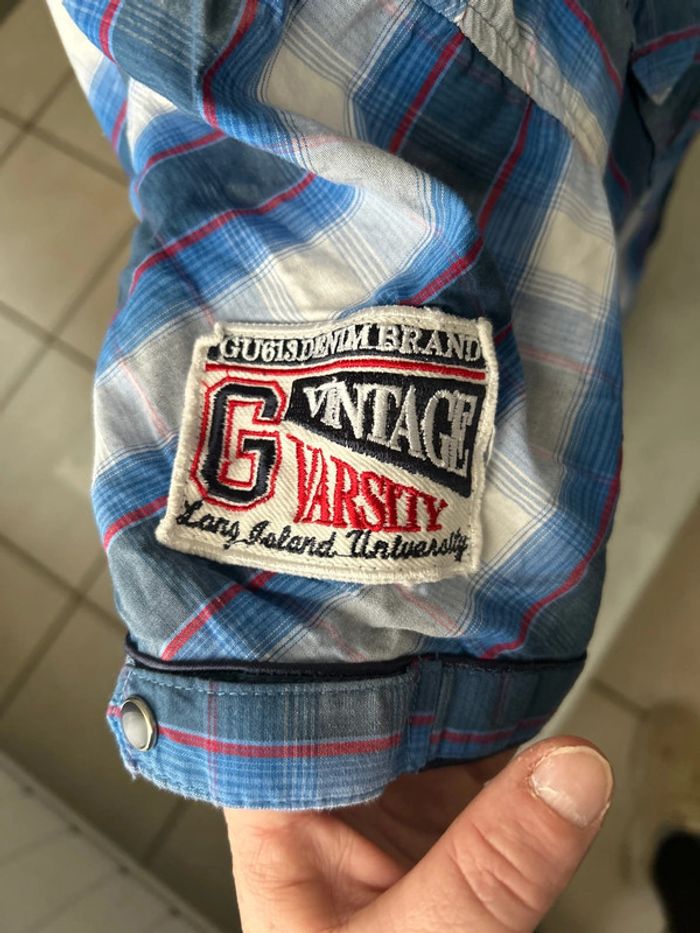 GU613 DENIM BRAND
G
VINTAGE
VARSITY
Long Island University